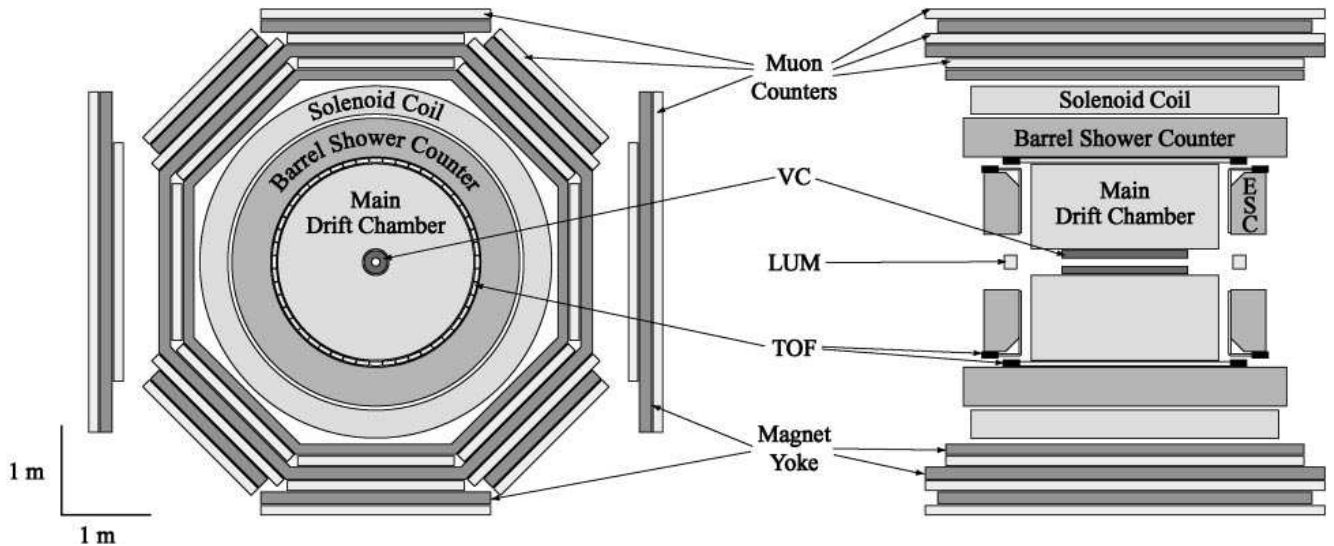 Muon
Counters
Solenoid Coil
Barrel Shower Counter
Main
Drift Chamber
VC
LUM
TOF
Magnet
Yoke
1 m
1 m
Solenoid Coil
Barrel Shower Counter
Main
Drift Chamber
ESC